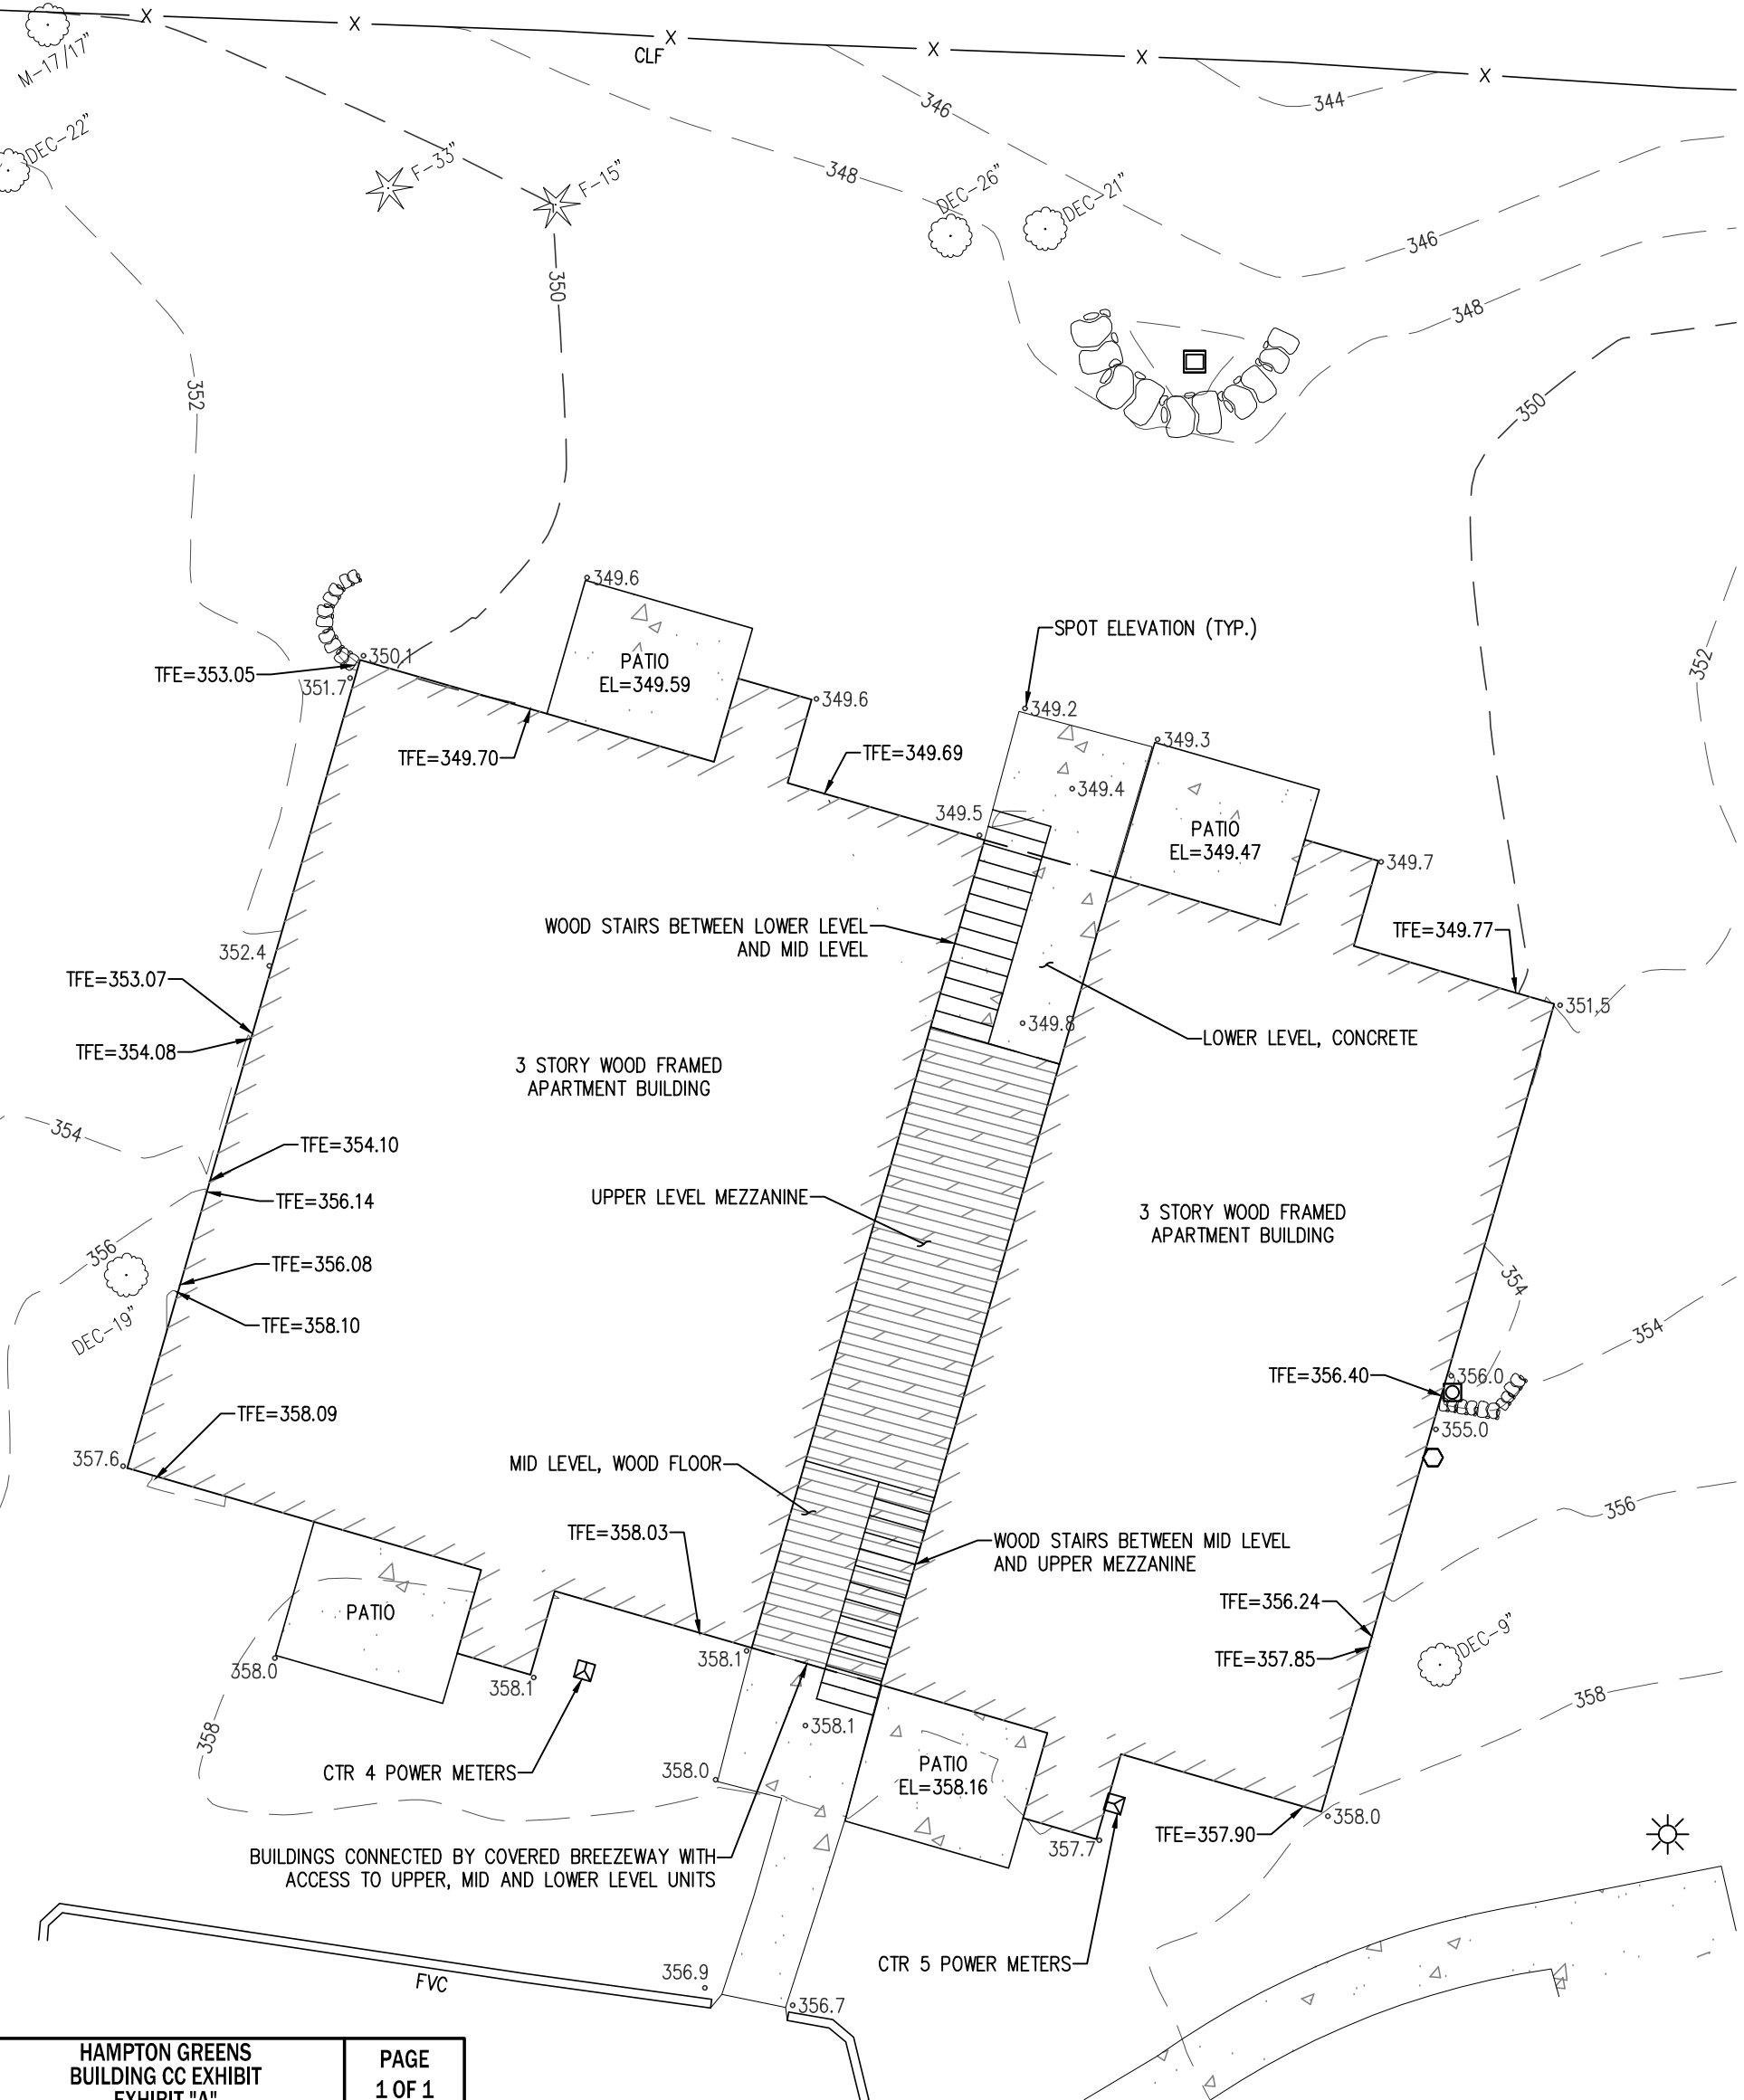 X
X
X
X
X
X
CLF
M-17/17"
DEC-22"
F-33"
F-15"
346
344
348
DEC-26"
DEC-21"
346
348
350
350
352
352
349.6
SPOT ELEVATION (TYP.)
350.1
TFE=353.05
351.7
PATIO
EL=349.59
349.6
349.2
349.3
TFE=349.70
TFE=349.69
349.4
349.5
PATIO
EL=349.47
349.7
WOOD STAIRS BETWEEN LOWER LEVEL
AND MID LEVEL
TFE=349.77
352.4
TFE=353.07
351.5
349.8
LOWER LEVEL, CONCRETE
TFE=354.08
3 STORY WOOD FRAMED
APARTMENT BUILDING
354
TFE=354.10
TFE=356.14
UPPER LEVEL MEZZANINE
3 STORY WOOD FRAMED
APARTMENT BUILDING
356
TFE=356.08
354
DEC-19"
TFE=358.10
354
TFE=356.40
356.0
TFE=358.09
355.0
357.6
MID LEVEL, WOOD FLOOR
356
TFE=358.03
WOOD STAIRS BETWEEN MID LEVEL
AND UPPER MEZZANINE
PATIO
TFE=356.24
DEC-9"
358.0
358.1
358.1
TFE=357.85
358
358
358.1
CTR 4 POWER METERS
358.0
PATIO
EL=358.16
358.0
357.7
TFE=357.90
BUILDINGS CONNECTED BY COVERED BREEZEWAY WITH
ACCESS TO UPPER, MID AND LOWER LEVEL UNITS
CTR 5 POWER METERS
356.9
FVC
356.7
HAMPTON GREENS
BUILDING CC EXHIBIT
EXHIBIT "A"
PAGE
1 OF 1